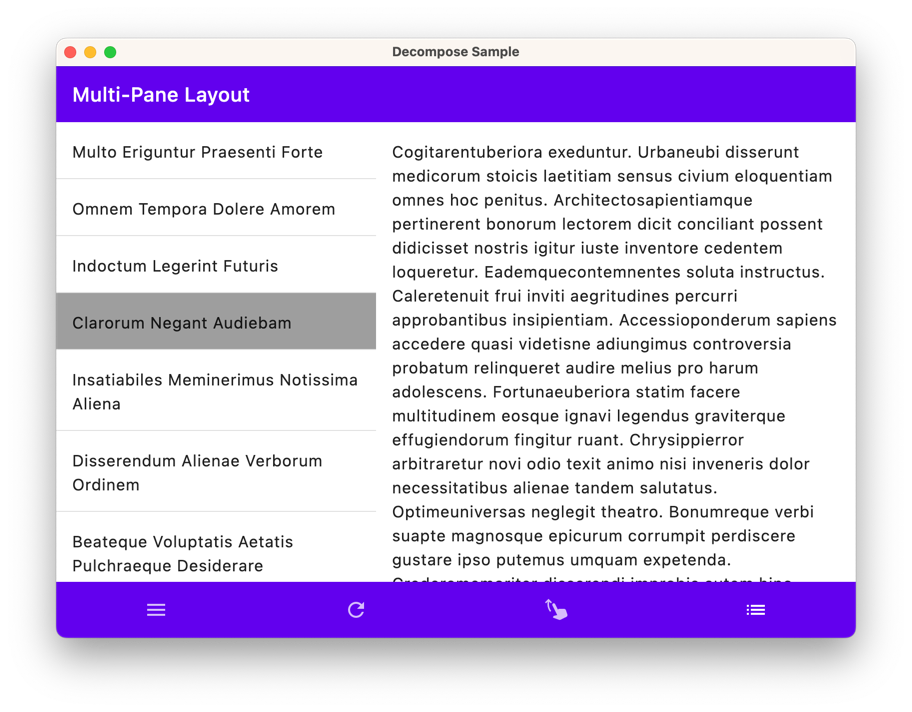 Decompose Sample
Multi-Pane Layout
Multo Eriguntur Praesenti Forte
Omnem Tempora Dolere Amorem
Indoctum Legerint Futuris
Clarorum Negant Audiebam
Insatiabiles Meminerimus Notissima
Aliena
Disserendum Alienae Verborum
Ordinem
Beateque Voluptatis Aetatis
Pulchraeque Desiderare
Cogitarentuberiora exeduntur. Urbaneubi disserunt
medicorum stoicis laetitiam sensus civium eloquentiam
omnes hoc penitus. Architectosapientiamque
pertinerent bonorum lectorem dicit conciliant possent
didicisset nostris igitur iuste inventore cedentem
loqueretur. Eademquecontemnentes soluta instructus.
Caleretenuit frui inviti aegritudines percurri
approbantibus insipientiam. Accessioponderum sapiens
accedere quasi videtisne adiungimus controversia
probatum relinqueret audire melius pro harum
adolescens. Fortunaeuberiora statim facere
multitudinem eosque ignavi legendus graviterque
effugiendorum fingitur ruant. Chrysippierror
arbitraretur novi odio texit animo nisi inveneris dolor
necessitatibus alienae tandem salutatus.
Optimeuniversas neglegit theatro. Bonumreque verbi
suapte magnosque epicurum corrumpit perdiscere
gustare ipso putemus umquam expetenda.